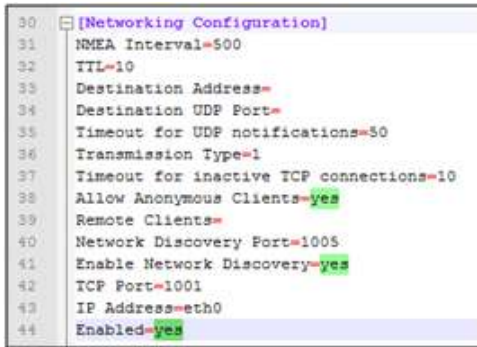 30 [Networking Configuration]
31 NMEA Interval=500
32 TTL=10
33 Destination Address=
34 Destination UDP Port=
35 Timeout for UDP notifications=50
36 Transmission Type=1
37 Timeout for inactive TCP connections=10
38 Allow Anonymous Clients=yes
39 Remote Clients=
40 Network Discovery Port=1005
41 Enable Network Discovery=yes
42 TCP Port=1001
43 IP Address=eth0
44 Enabled=yes